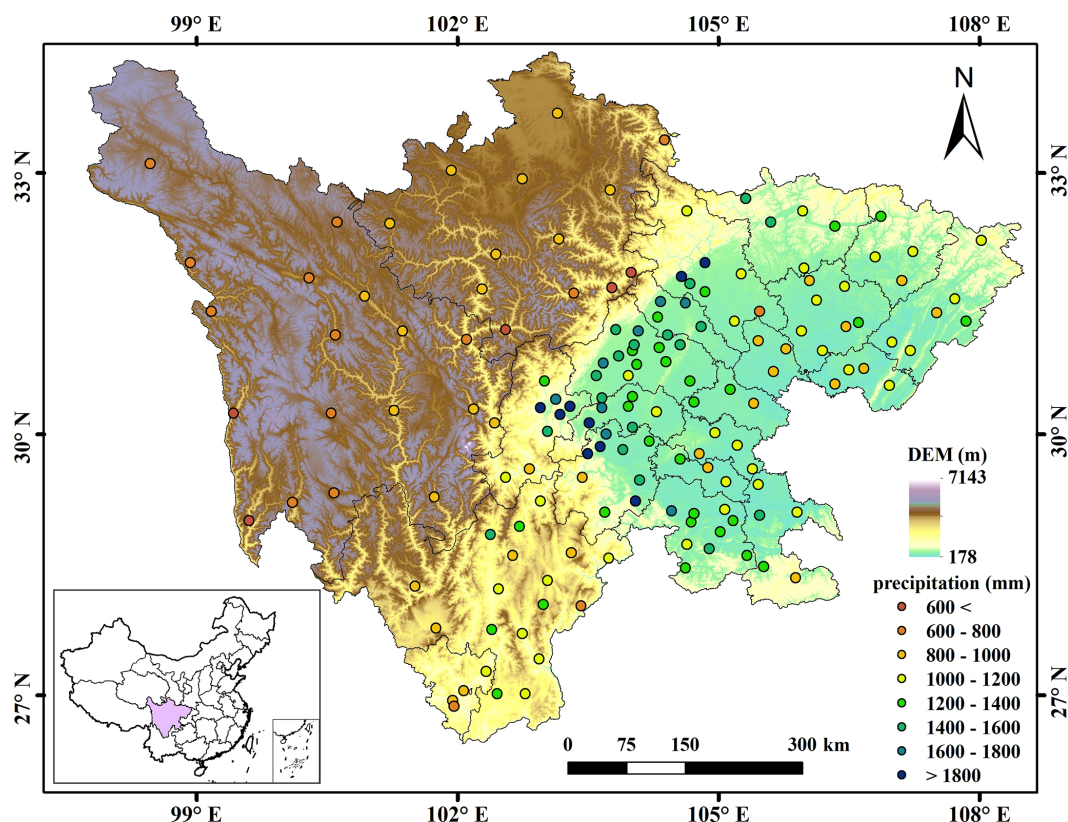 99° E 102° E 105° E 108° E
N
33° N 33° N
30° N 30° N
27° N 27° N
DEM (m)
7143
178
precipitation (mm)
600 <
600 - 800
800 - 1000
1000 - 1200
1200 - 1400
1400 - 1600
1600 - 1800
> 1800
0 75 150 300 km
99° E 102° E 105° E 108° E